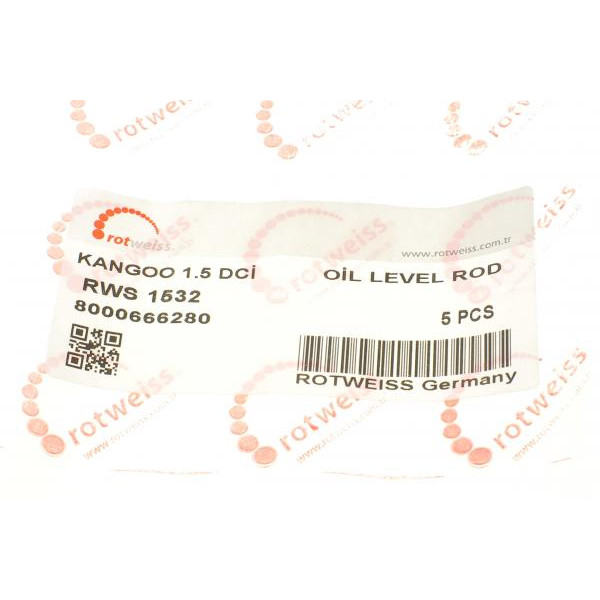 rotweiss
rotweiss
rotweiss
rotweiss
www.rotweiss.com.tr
KANGOO 1.5 DCİ
OİL LEVEL ROD
RWS 1532
8000666280
5 PCS
ROTWEISS Germany
rotweiss
rotweiss
rotweiss